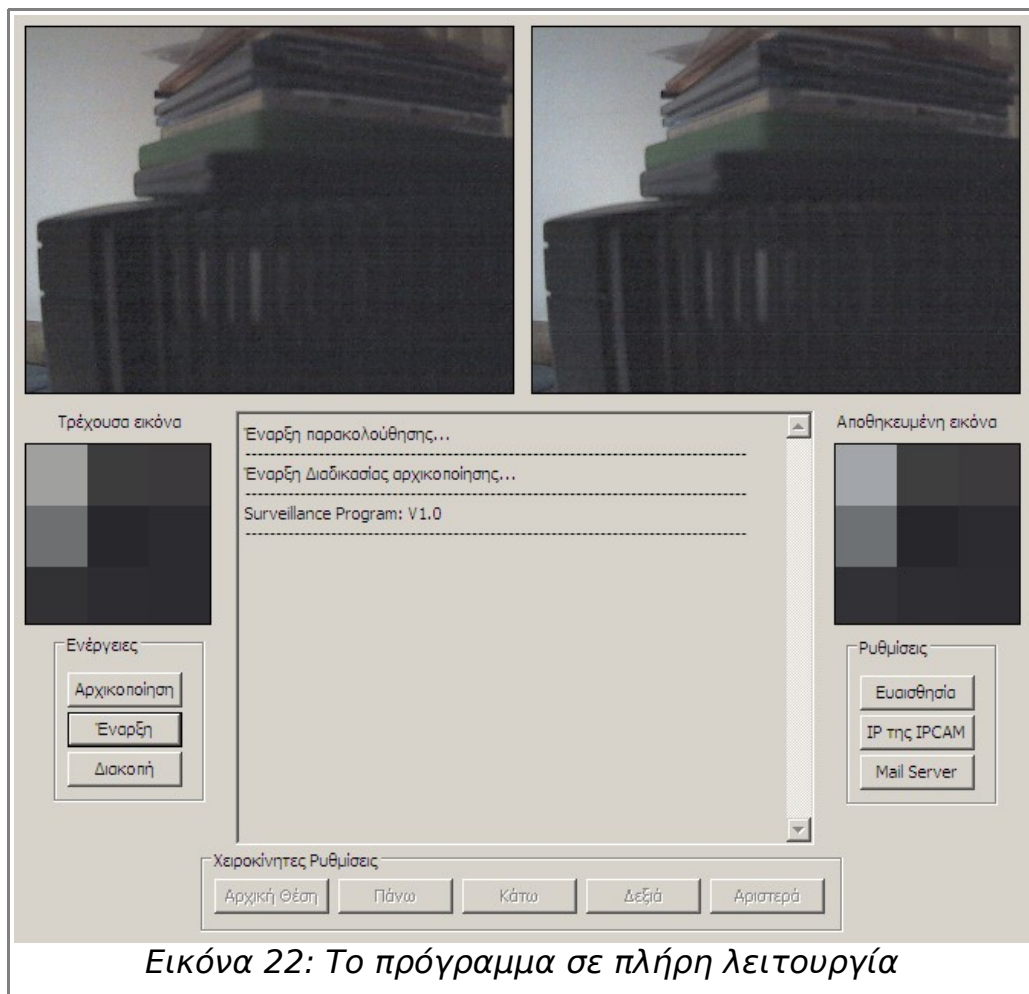 Τρέχουσα εικόνα
Έναρξη παρακολούθησης...
--------------------------------------------------------------------------------
Έναρξη Διαδικασίας αρχικοποίησης...
--------------------------------------------------------------------------------
Surveillance Program: V1.0
--------------------------------------------------------------------------------
Αποθηκευμένη εικόνα
Ενέργειες
Αρχικοποίηση
Έναρξη
Διακοπή
Ρυθμίσεις
Ευαισθησία
IP της IPCAM
Mail Server
Χειροκίνητες Ρυθμίσεις
Αρχική Θέση Πάνω Κάτω Δεξιά Αριστερά
Εικόνα 22: Το πρόγραμμα σε πλήρη λειτουργία